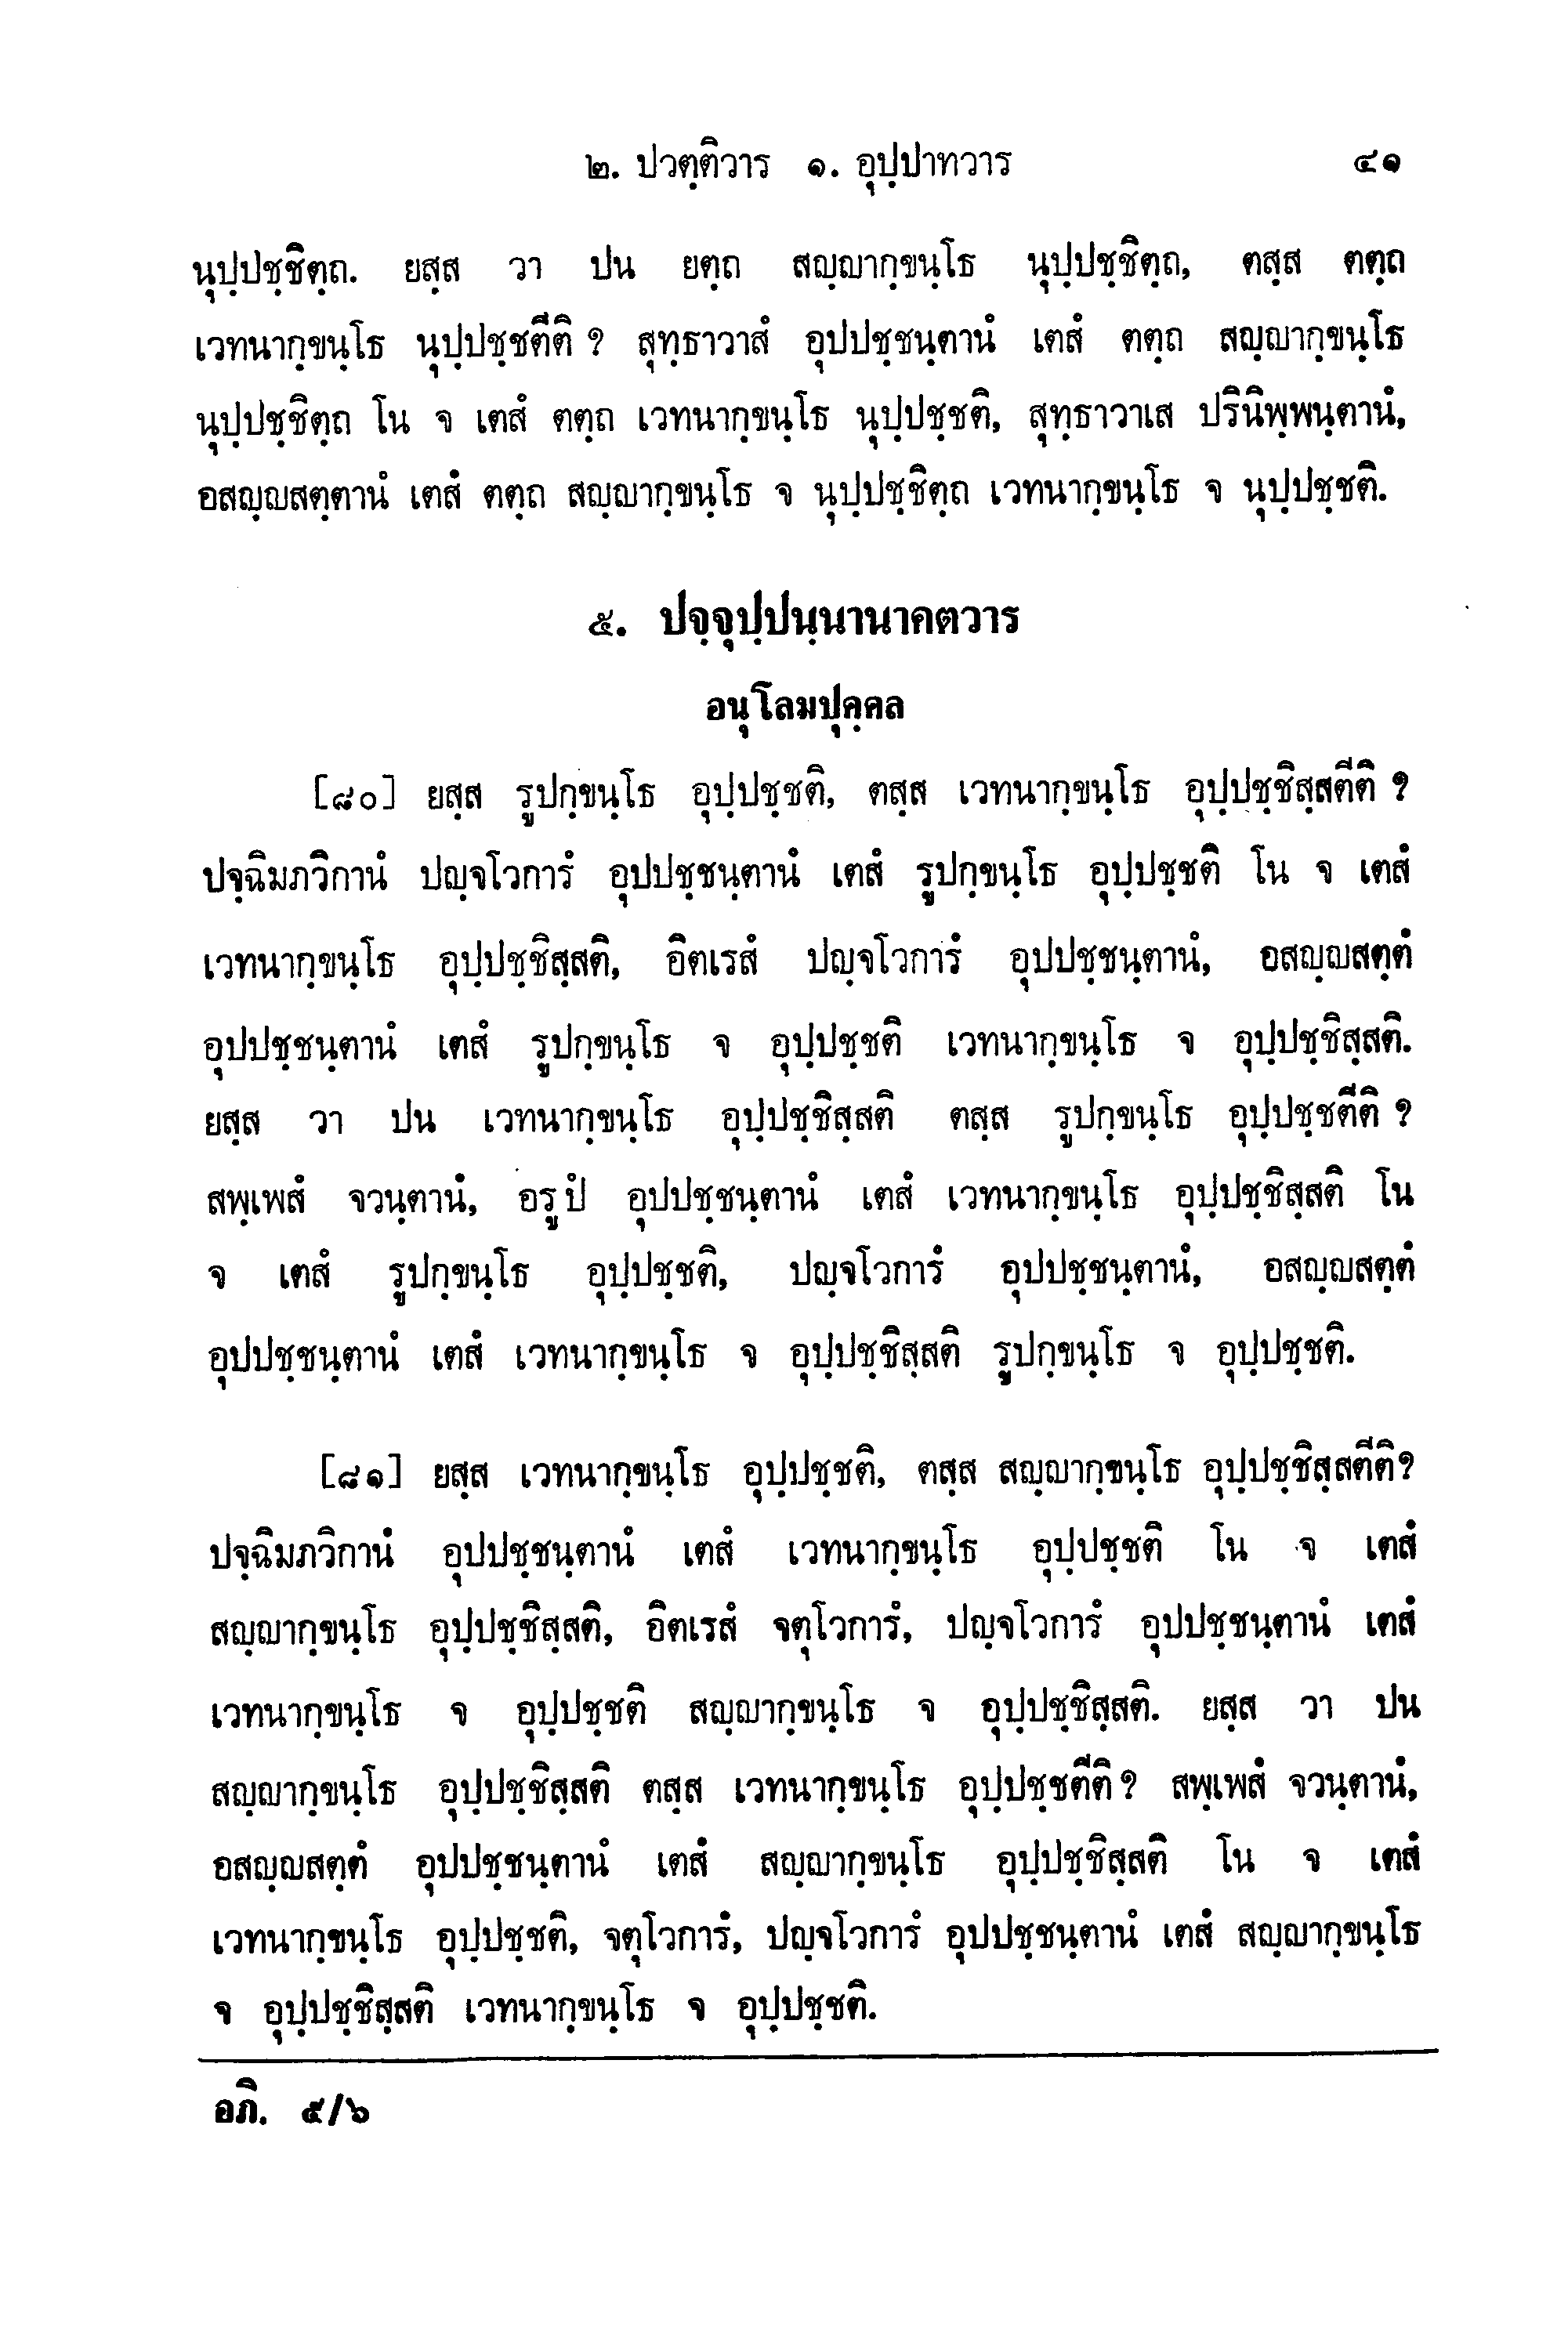 ๒. ปวตฺติวาร ๑. อุปฺปาทวาร ๔๑
นุปฺปชฺชิตฺถ. ยสฺส วา ปน ยตฺถ สญฺญากฺขนฺโธ นุปฺปชฺชิตฺถ, ตสฺส ตตฺถ
เวทนากฺขนฺโธ นุปฺปชฺชตีติ ? สุทฺธาวาสํ อุปปชฺชนฺตานํ เตสํ ตตฺถ สญฺญากฺขนฺโธ
นุปฺปชฺชิตฺถ โน จ เตสํ ตตฺถ เวทนากฺขนฺโธ นุปฺปชฺชติ, สุทฺธาวาเส ปรินิพฺพนฺตานํ,
อสญฺญสตฺตานํ เตสํ ตตฺถ สญฺญากฺขนฺโธ จ นุปฺปชฺชิตฺถ เวทนากฺขนฺโธ จ นุปฺปชฺชติ.
๕. ปจฺจุปฺปนฺนานาคตวาร
อนุโลมปุคฺคล
[๘๐] ยสฺส รูปกฺขนฺโธ อุปฺปชฺชติ, ตสฺส เวทนากฺขนฺโธ อุปฺปชฺชิสฺสตีติ ?
ปจฺฉิมภวิกานํ ปญฺจโวการํ อุปปชฺชนฺตานํ เตสํ รูปกฺขนฺโธ อุปฺปชฺชติ โน จ เตสํ
เวทนากฺขนฺโธ อุปฺปชฺชิสฺสติ, อิตเรสํ ปญฺจโวการํ อุปปชฺชนฺตานํ, อสญฺญสตฺตํ
อุปปชฺชนฺตานํ เตสํ รูปกฺขนฺโธ จ อุปฺปชฺชติ เวทนากฺขนฺโธ จ อุปฺปชฺชิสฺสติ.
ยสฺส วา ปน เวทนากฺขนฺโธ อุปฺปชฺชิสฺสติ ตสฺส รูปกฺขนฺโธ อุปฺปชฺชตีติ ?
สพฺเพสํ จวนฺตานํ, อรูปํ อุปปชฺชนฺตานํ เตสํ เวทนากฺขนฺโธ อุปฺปชฺชิสฺสติ โน
จ เตสํ รูปกฺขนฺโธ อุปฺปชฺชติ, ปญฺจโวการํ อุปปชฺชนฺตานํ, อสญฺญสตฺตํ
อุปปชฺชนฺตานํ เตสํ เวทนากฺขนฺโธ จ อุปฺปชฺชิสฺสติ รูปกฺขนฺโธ จ อุปฺปชฺชติ.
[๘๑] ยสฺส เวทนากฺขนฺโธ อุปฺปชฺชติ, ตสฺส สญฺญากฺขนฺโธ อุปฺปชฺชิสฺสตีติ?
ปจฺฉิมภวิกานํ อุปปชฺชนฺตานํ เตสํ เวทนากฺขนฺโธ อุปฺปชฺชติ โน จ เตสํ
สญฺญากฺขนฺโธ อุปฺปชฺชิสฺสติ, อิตเรสํ จตุโวการํ, ปญฺจโวการํ อุปปชฺชนฺตานํ เตสํ
เวทนากฺขนฺโธ จ อุปฺปชฺชติ สญฺญากฺขนฺโธ จ อุปฺปชฺชิสฺสติ. ยสฺส วา ปน
สญฺญากฺขนฺโธ อุปฺปชฺชิสฺสติ ตสฺส เวทนากฺขนฺโธ อุปฺปชฺชตีติ? สพฺเพสํ จวนฺตานํ,
อสญฺญสตฺตํ อุปปชฺชนฺตานํ เตสํ สญฺญากฺขนฺโธ อุปฺปชฺชิสฺสติ โน จ เตสํ
เวทนากฺขนฺโธ อุปฺปชฺชติ, จตุโวการํ, ปญฺจโวการํ อุปปชฺชนฺตานํ เตสํ สญฺญากฺขนฺโธ
จ อุปฺปชฺชิสฺสติ เวทนากฺขนฺโธ จ อุปฺปชฺชติ.
อภิ. ๕/๖